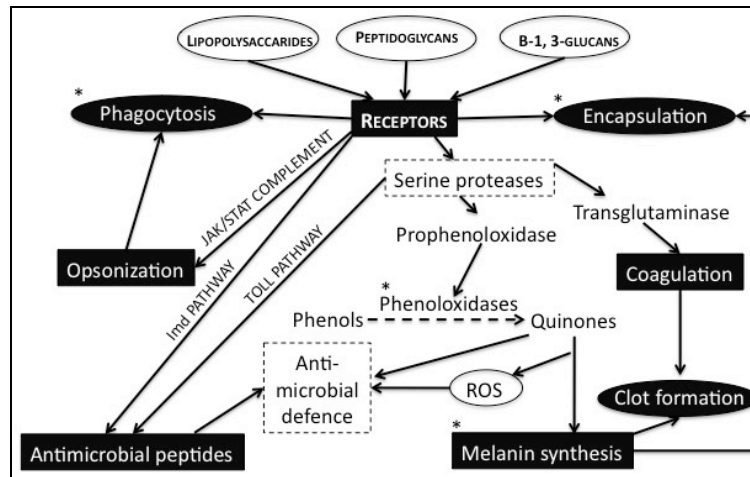 LIPOPOLYSACCARIDES
PEPTIDOGLYCANS
B-1, 3-GLUCANS
*
Phagocytosis
RECEPTORS
*
Encapsulation
JAK/STAT COMPLEMENT
Serine proteases
Transglutaminase
Prophenoloxidase
Opsonization
Imd PATHWAY
TOLL PATHWAY
Coagulation
*
Phenoloxidases
Phenols
Quinones
Anti-
microbial
defence
ROS
Clot formation
Antimicrobial peptides
*
Melanin synthesis